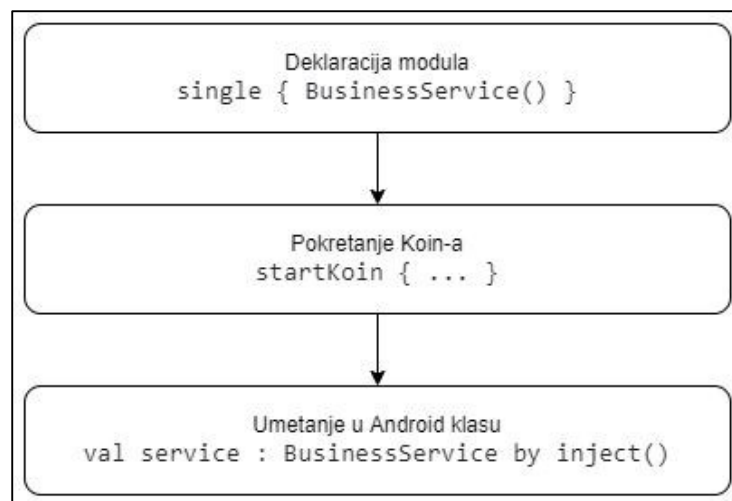 Deklaracija modula
single { BusinessService() }
Pokretanje Koin-a
startKoin { ... }
Umetanje u Android klasu
val service : BusinessService by inject()